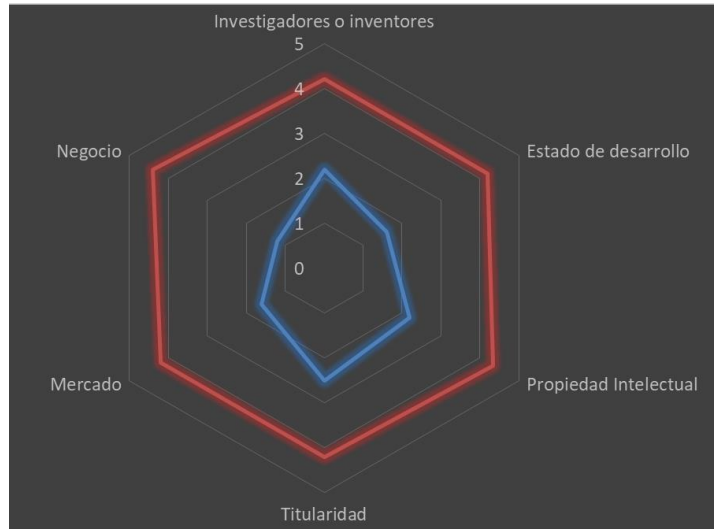 Investigadores o inventores
5
4
3
2
1
0
Negocio
Estado de desarrollo
Mercado
Propiedad Intelectual
Titularidad